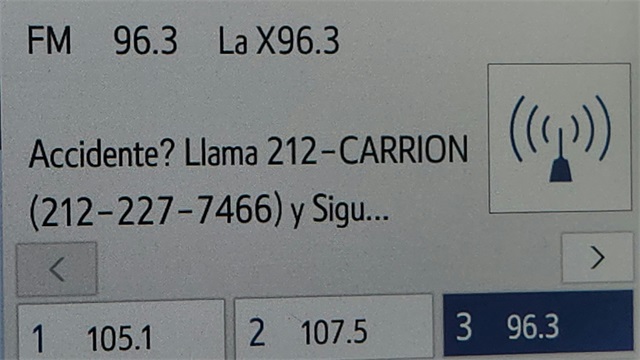 FM 96.3 La X96.3
Accidente? Llama 212-CARRION
(212-227-7466) y Sigu...
< >
1 105.1 2 107.5 3 96.3